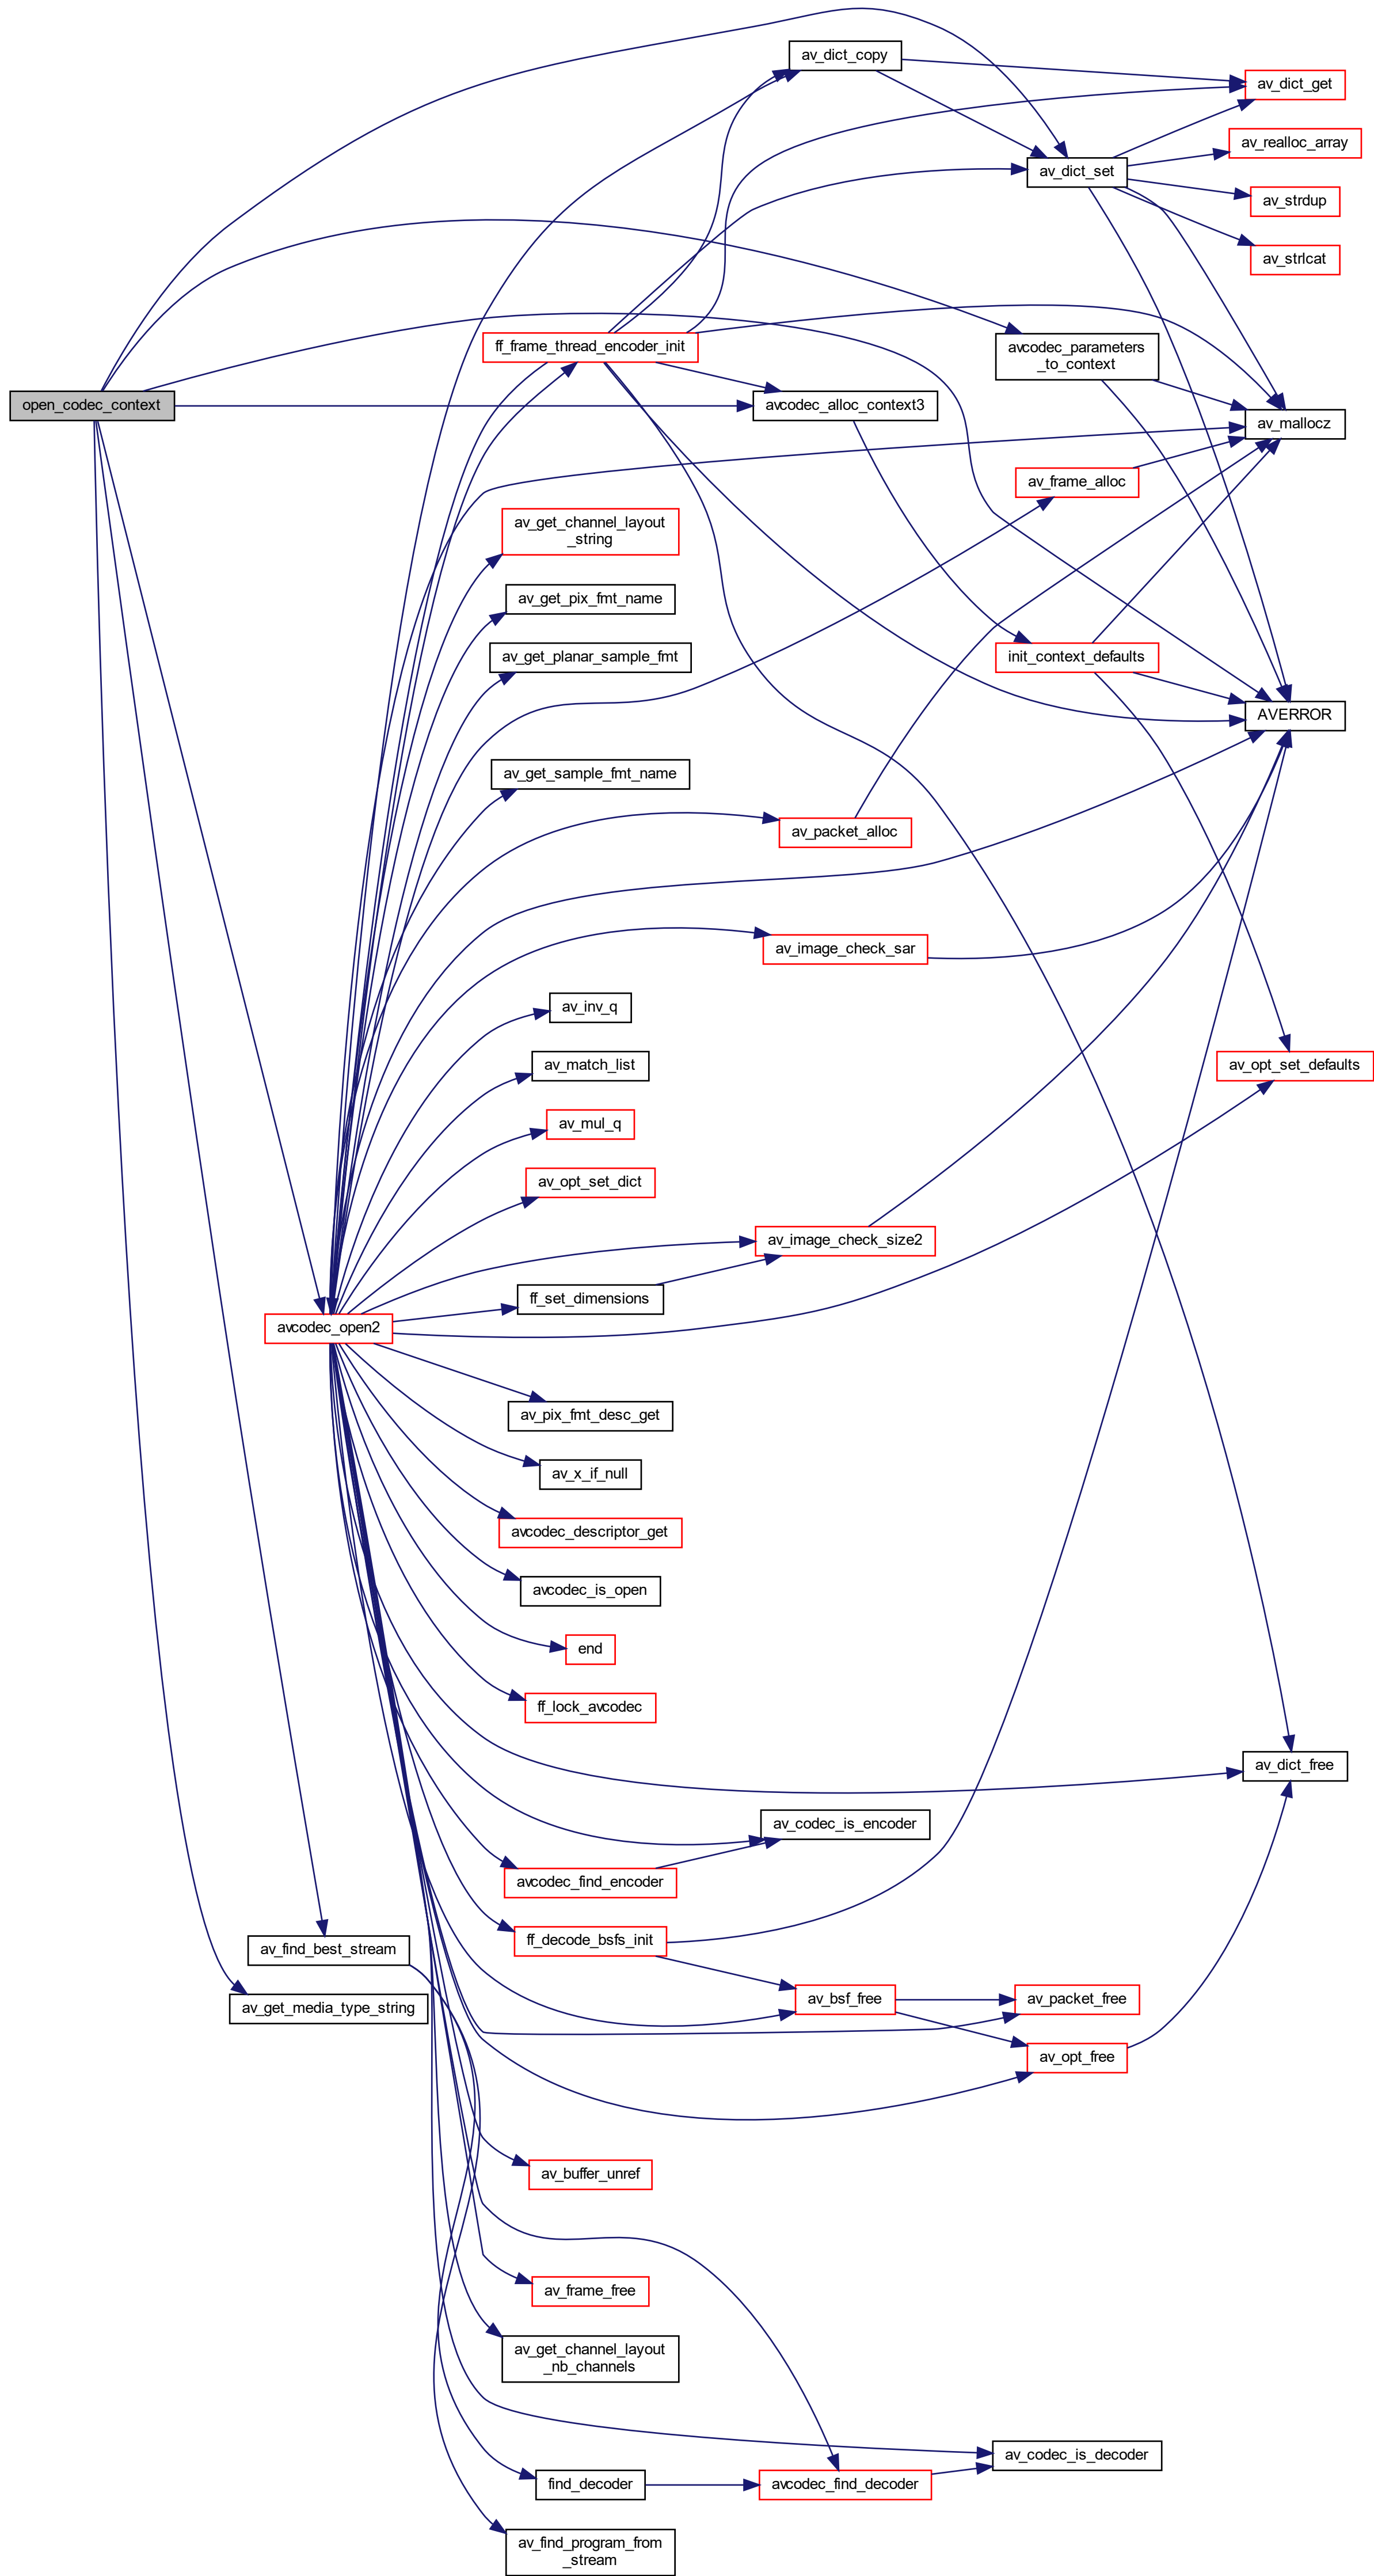 av_dict_copy
av_dict_get
av_realloc_array
av_dict_set
av_strdup
av_strlcat
ff_frame_thread_encoder_init
avcodec_parameters
_to_context
open_codec_context
avcodec_alloc_context3
av_mallocz
av_frame_alloc
av_get_channel_layout
_string
av_get_pix_fmt_name
av_get_planar_sample_fmt
init_context_defaults
AVERROR
av_get_sample_fmt_name
av_packet_alloc
av_image_check_sar
av_inv_q
av_match_list
av_opt_set_defaults
av_mul_q
av_opt_set_dict
av_image_check_size2
ff_set_dimensions
avcodec_open2
av_pix_fmt_desc_get
av_x_if_null
avcodec_descriptor_get
avcodec_is_open
end
ff_lock_avcodec
av_dict_free
av_codec_is_encoder
avcodec_find_encoder
ff_decode_bsfs_init
av_find_best_stream
av_bsf_free
av_packet_free
av_get_media_type_string
av_opt_free
av_buffer_unref
av_frame_free
av_get_channel_layout
_nb_channels
av_codec_is_decoder
find_decoder
avcodec_find_decoder
av_find_program_from
_stream